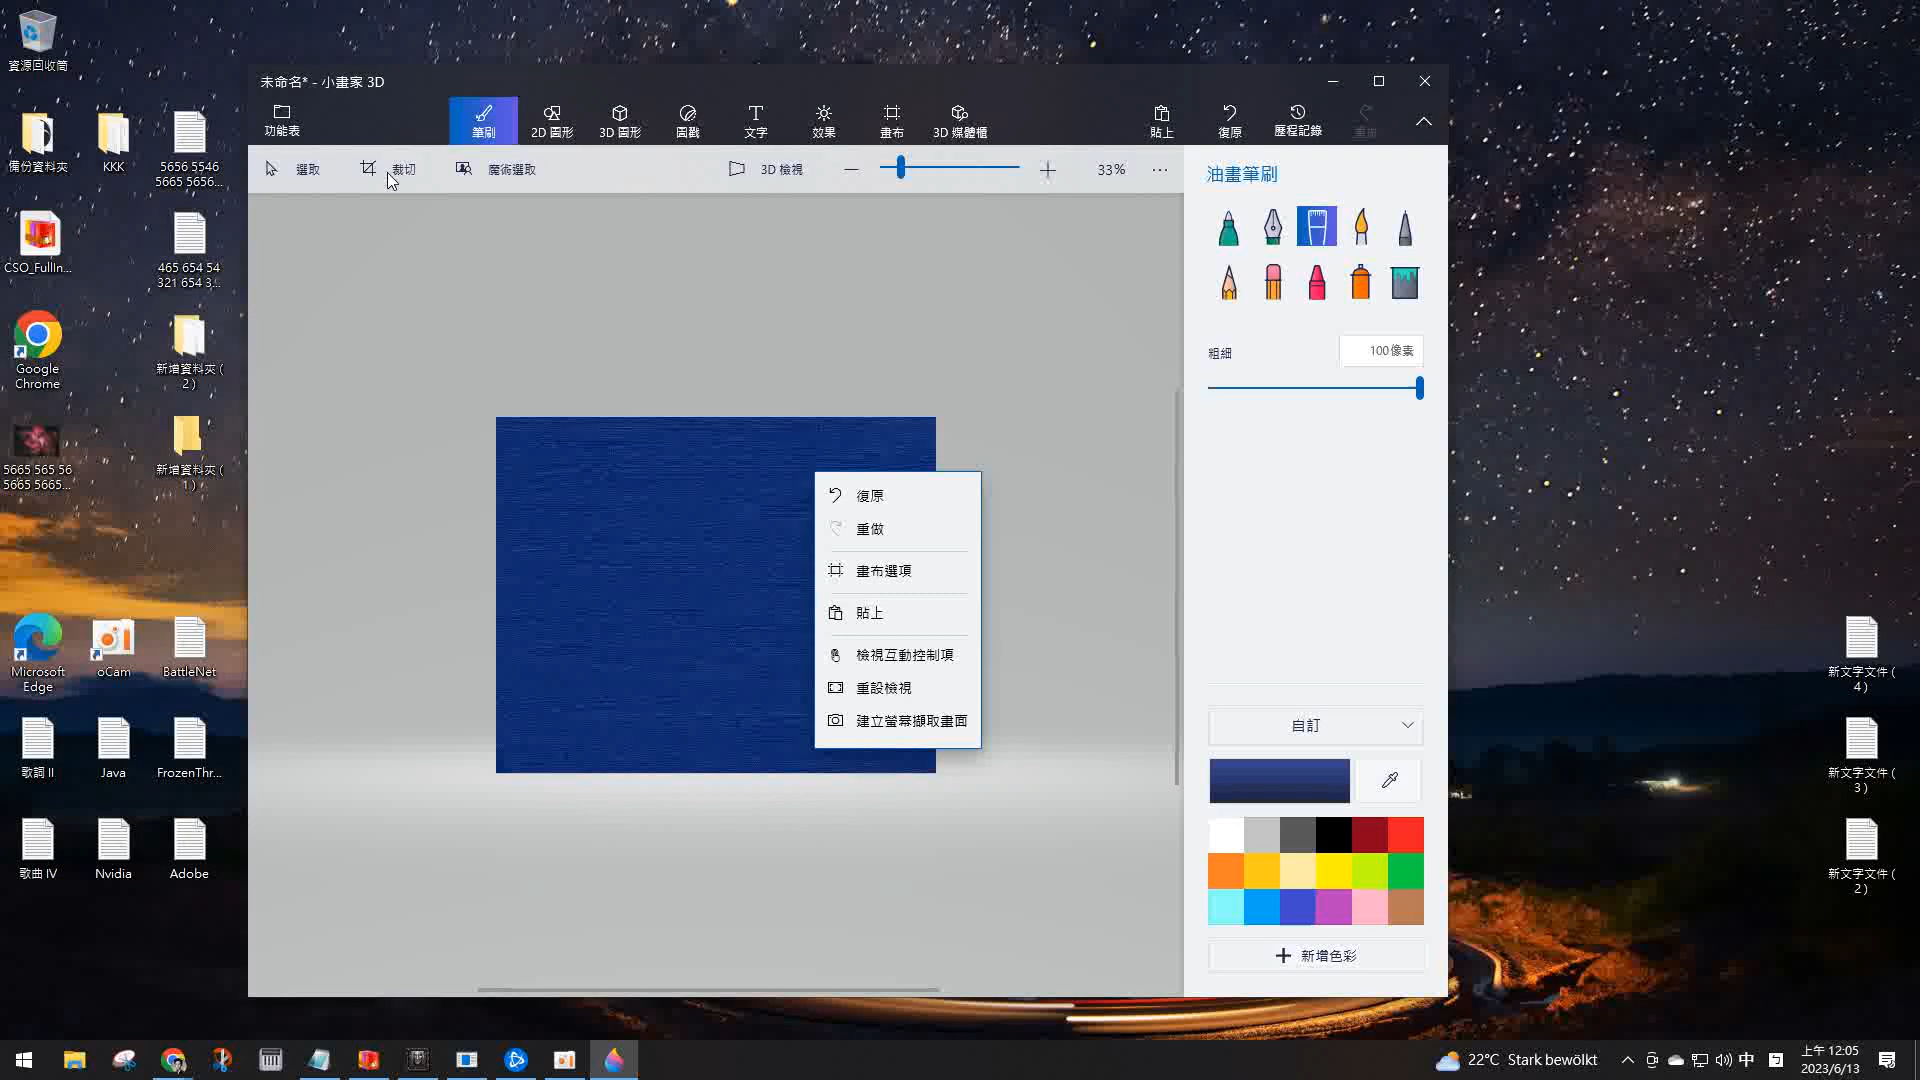 資源回收筒
備份資料夾
KKK
5656 5546
5665 5656...
CSO_FullIn...
465 654 54
321 654 3...
Google
Chrome
新增資料夾 (
2 )
5665 565 56
5665 5665...
新增資料夾 (
1 )
Microsoft
Edge
oCam
BattleNet
歌詞 II
Java
FrozenThr...
歌曲 IV
Nvidia
Adobe
未命名* - 小畫家 3D
功能表
筆刷
2D 圖形
3D 圖形
圖戳
文字
效果
畫布
3D 媒體櫃
貼上
復原
歷程記錄
重做
選取
裁切
魔術選取
3D 檢視
33%
油畫筆刷
粗細
100像素
復原
重做
畫布選項
貼上
檢視互動控制項
重設檢視
建立螢幕擷取畫面
自訂
新增色彩
新文字文件 (
4 )
新文字文件 (
3 )
新文字文件 (
2 )
22°C Stark bewölkt
中
上午 12:05
2023/6/13